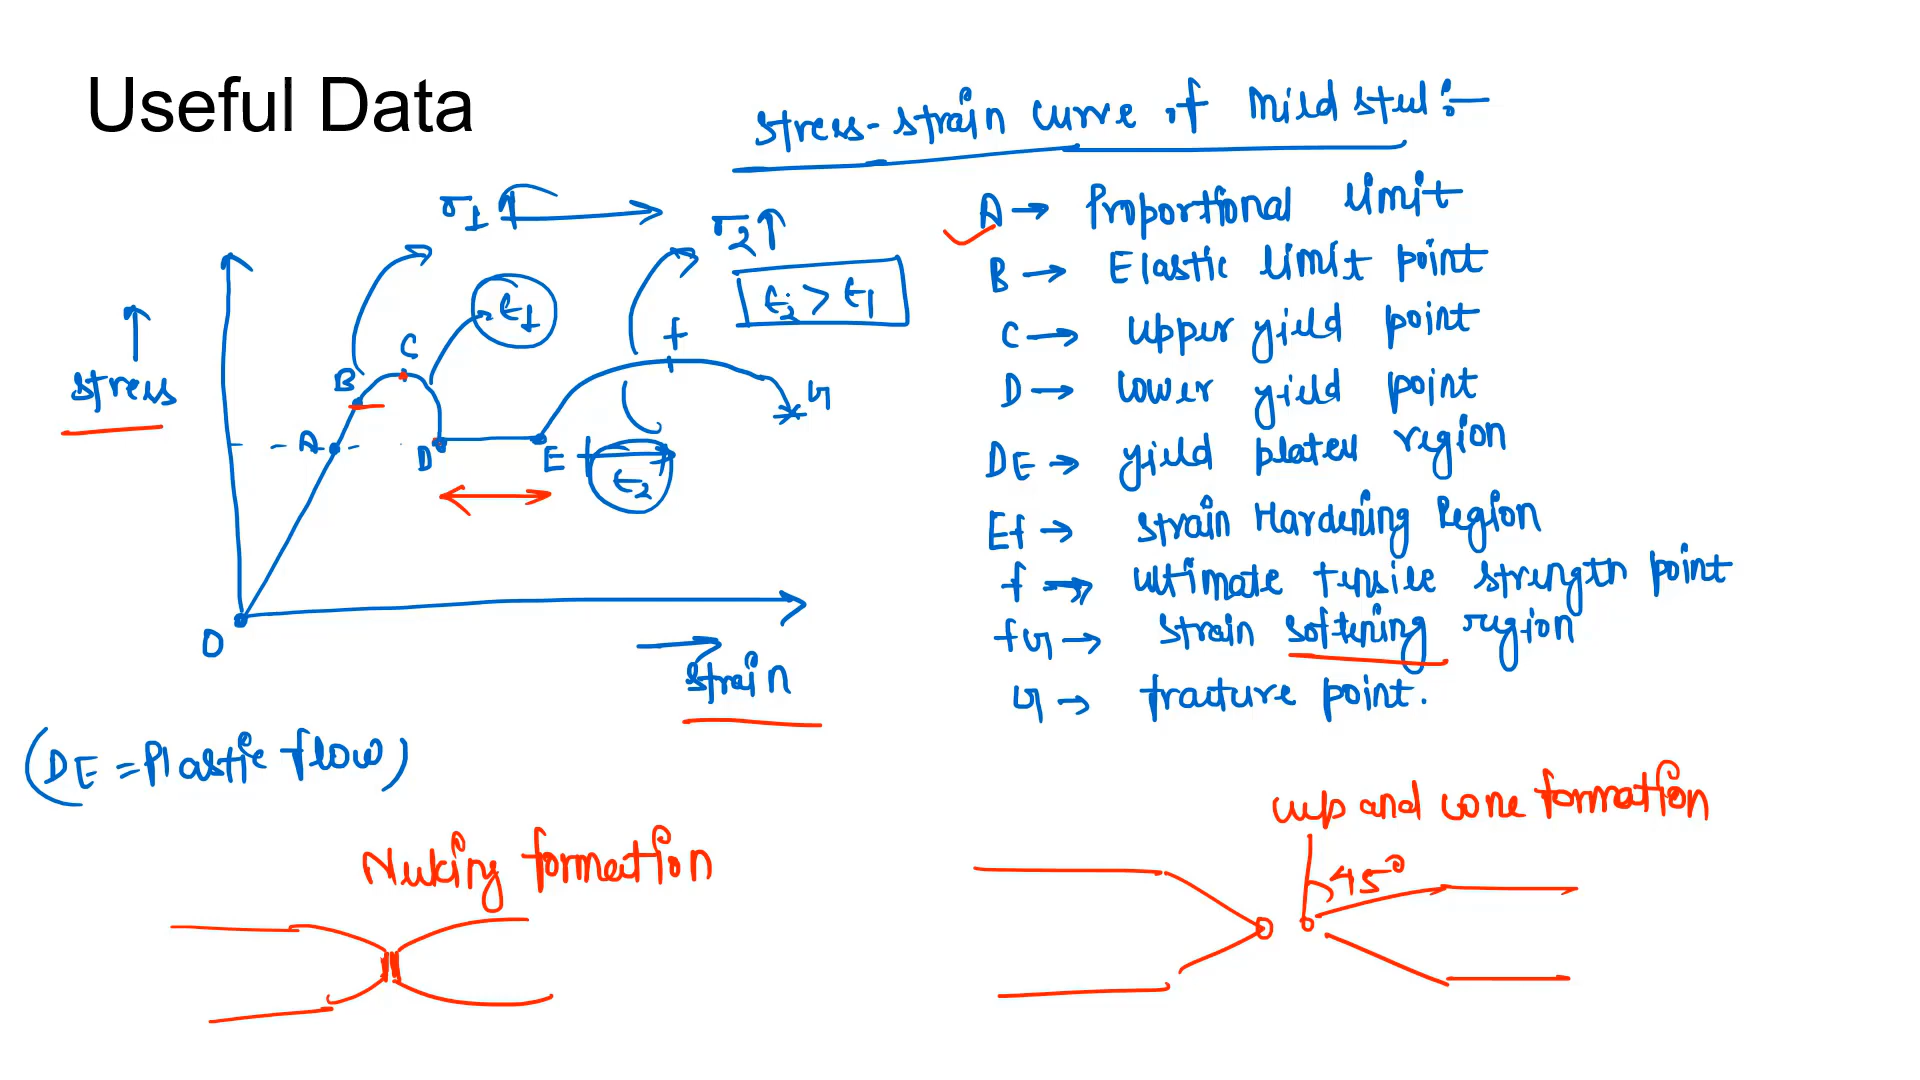 Useful Data
stress-strain curve of Mild steel :-
σ1 ↑
σ2 ↑
ε2 > ε1
ε1
ε2
stress
A
B
C
D
E
f
G
O
strain
A → Proportional limit
B → Elastic limit point
C → upper yield point
D → lower yield point
DE → yield plateu region
Ef → strain Hardening Region
f → ultimate tensile strength point
fG → strain softening region
G → fracture point.
(DE = Plastic flow)
Necking formation
cup and cone formation
45°